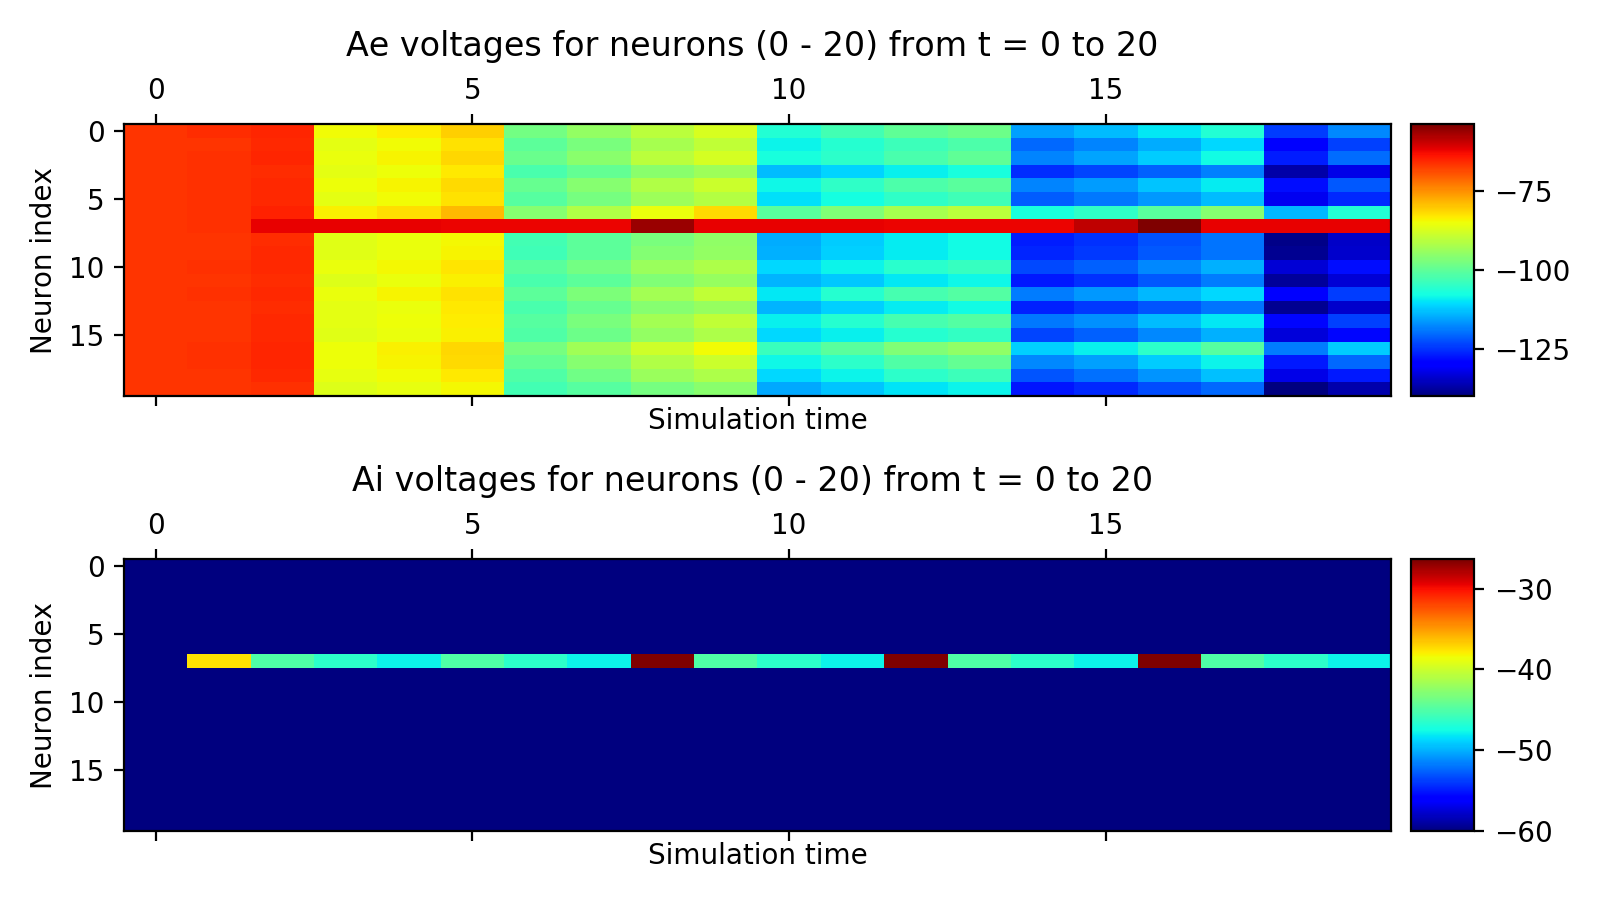 Ae voltages for neurons (0 - 20) from t = 0 to 20
0 5 10 15
Neuron index
0
5
10
15
−75
−100
−125
Simulation time
Ai voltages for neurons (0 - 20) from t = 0 to 20
0 5 10 15
Neuron index
0
5
10
15
−30
−40
−50
−60
Simulation time